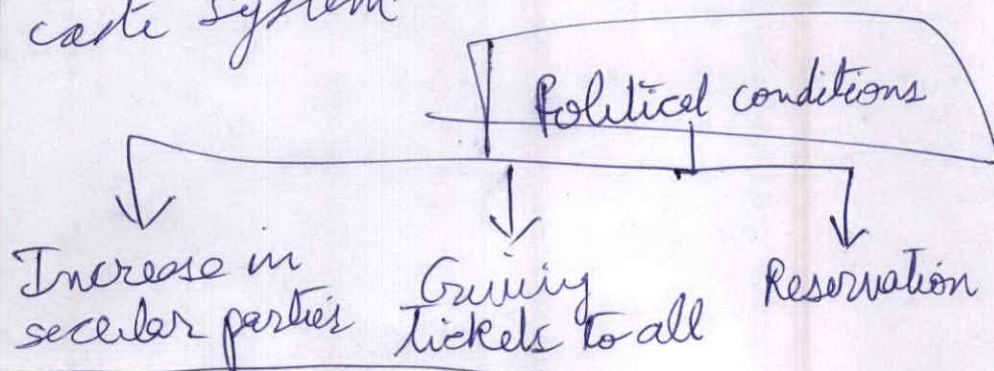 caste system
Political conditions
Increase in
secular parties
Giving
tickets to all
Reservation